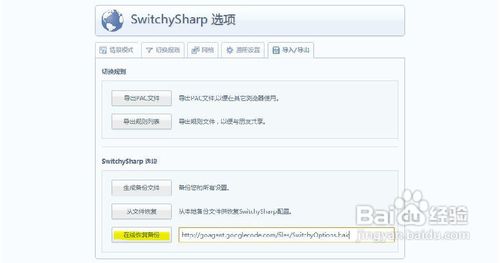 SwitchySharp 选项
情景模式 切换规则 网络 通用设置 导入/导出
切换规则
导出PAC文件 导出PAC文件,以便在其它浏览器使用。
导出规则列表 导出规则文件,以便与朋友共享。
SwitchySharp 选项
生成备份文件 备份您的所有设置。
从文件恢复 从本地备份文件里恢复SwitchySharp配置。
在线恢复备份 http://goagent.googlecode.com/files/SwitchyOptions.bak
Baidu 经验
jingyan.baidu.com